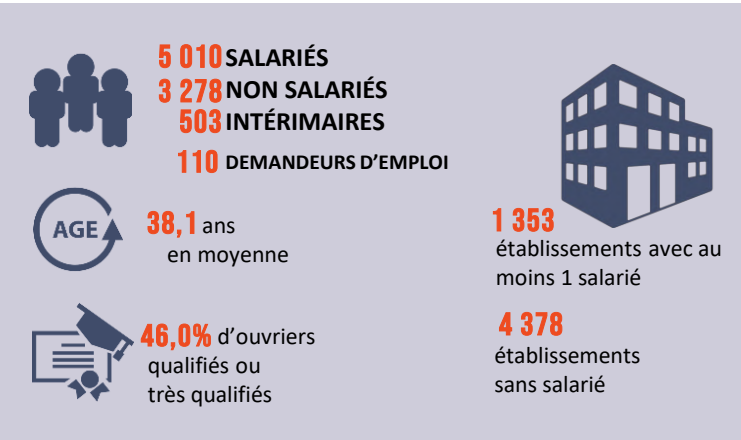 5 010 SALARIÉS
3 278 NON SALARIÉS
503 INTÉRIMAIRES
110 DEMANDEURS D’EMPLOI
AGE
38,1 ans
en moyenne
46,0% d’ouvriers
qualifiés ou
très qualifiés
1 353
établissements avec au
moins 1 salarié
4 378
établissements
sans salarié